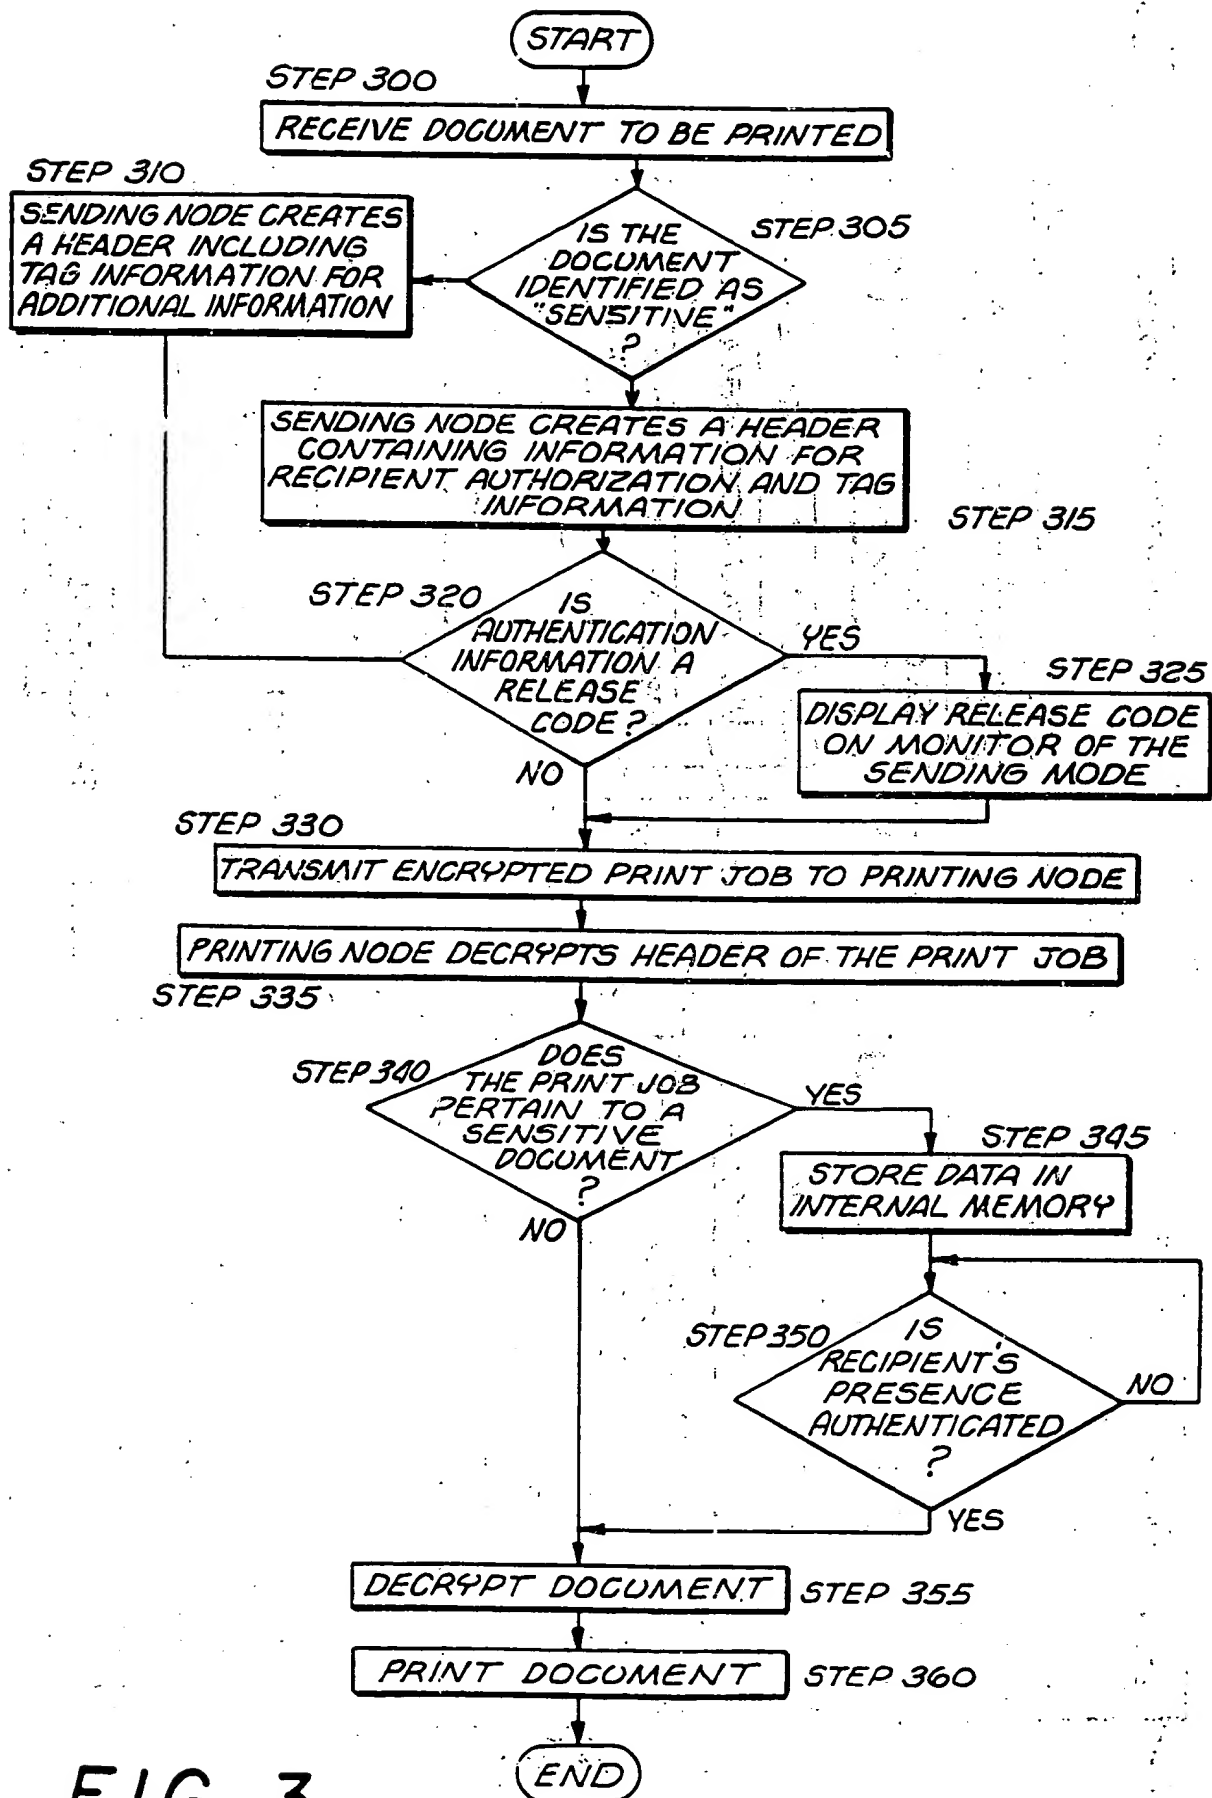 START
STEP 300
RECEIVE DOCUMENT TO BE PRINTED
STEP 310
SENDING NODE CREATES
A HEADER INCLUDING
TAG INFORMATION FOR
ADDITIONAL INFORMATION
STEP 305
IS THE
DOCUMENT
IDENTIFIED AS
"SENSITIVE"
?
SENDING NODE CREATES A HEADER
CONTAINING INFORMATION FOR
RECIPIENT AUTHORIZATION AND TAG
INFORMATION
STEP 315
STEP 320
IS
AUTHENTICATION
INFORMATION A
RELEASE
CODE?
YES
NO
STEP 325
DISPLAY RELEASE CODE
ON MONITOR OF THE
SENDING MODE
STEP 330
TRANSMIT ENCRYPTED PRINT JOB TO PRINTING NODE
PRINTING NODE DECRYPTS HEADER OF THE PRINT JOB
STEP 335
STEP 340
DOES
THE PRINT JOB
PERTAIN TO A
SENSITIVE
DOCUMENT
?
YES
NO
STEP 345
STORE DATA IN
INTERNAL MEMORY
STEP 350
IS
RECIPIENT'S
PRESENCE
AUTHENTICATED
?
NO
YES
DECRYPT DOCUMENT
STEP 355
PRINT DOCUMENT
STEP 360
END
FIG. 3